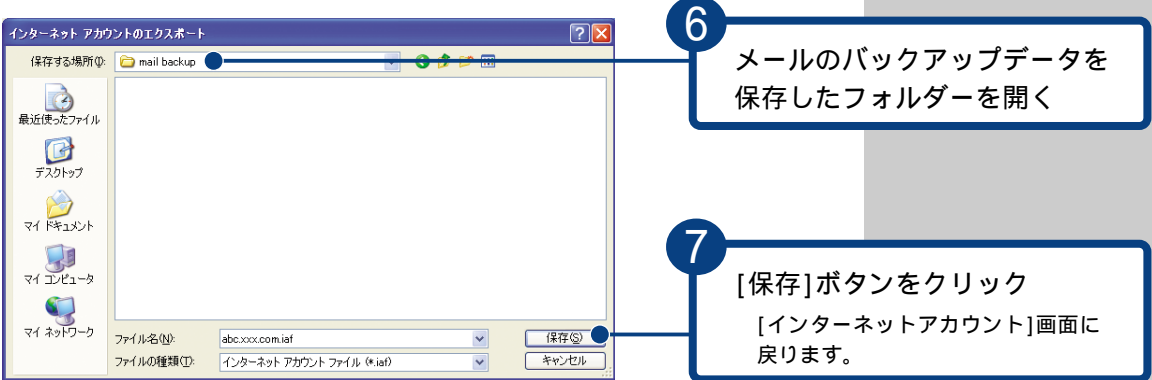 インターネット アカウントのエクスポート
保存する場所(I):
mail backup
最近使ったファイル
デスクトップ
マイ ドキュメント
マイ コンピュータ
マイ ネットワーク
ファイル名(N):
abc.xxx.com.iaf
保存(S)
ファイルの種類(T):
インターネット アカウント ファイル (*.iaf)
キャンセル
6
メールのバックアップデータを
保存したフォルダーを開く
7
[保存]ボタンをクリック
[インターネットアカウント]画面に
戻ります。